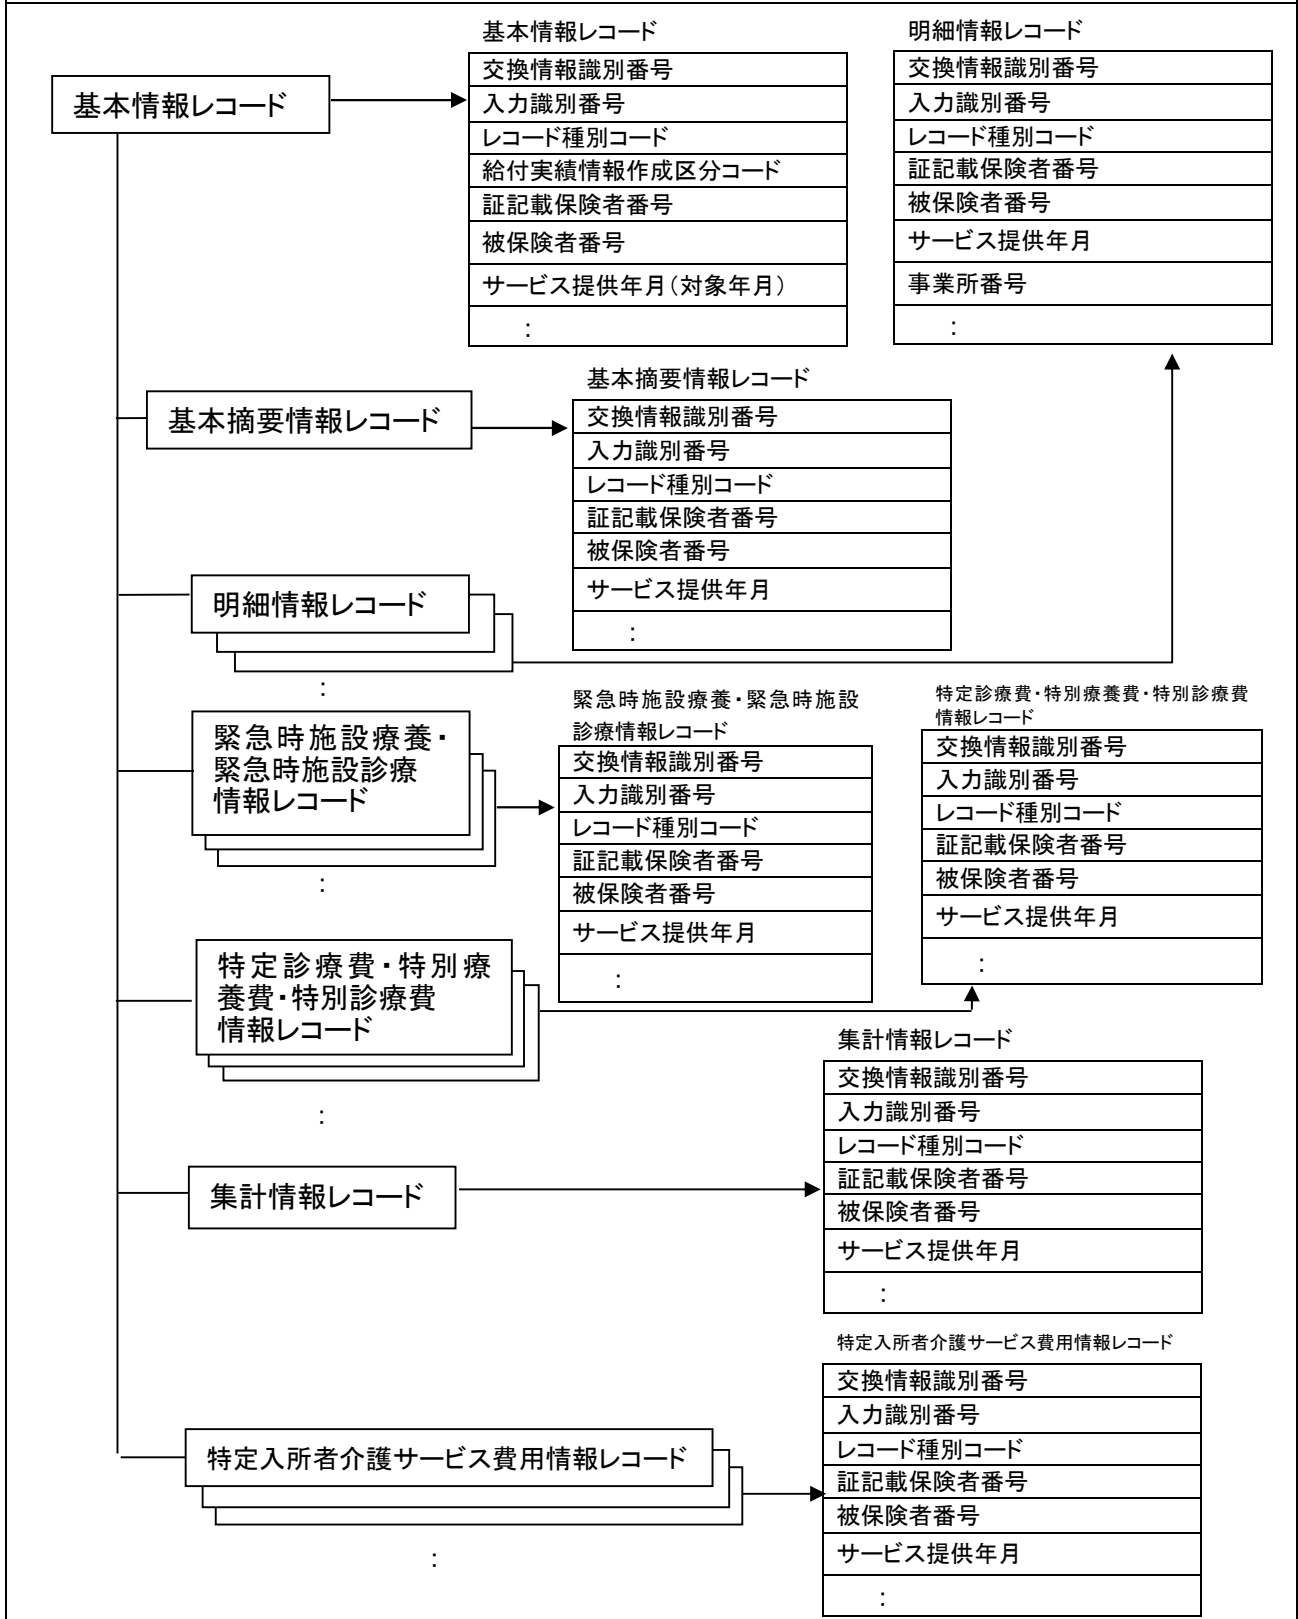 基本情報レコード
基本情報レコード
交換情報識別番号
入力識別番号
レコード種別コード
給付実績情報作成区分コード
証記載保険者番号
被保険者番号
サービス提供年月(対象年月)
:
明細情報レコード
交換情報識別番号
入力識別番号
レコード種別コード
証記載保険者番号
被保険者番号
サービス提供年月
事業所番号
:
基本摘要情報レコード
基本摘要情報レコード
交換情報識別番号
入力識別番号
レコード種別コード
証記載保険者番号
被保険者番号
サービス提供年月
:
明細情報レコード
:
緊急時施設療養・
緊急時施設診療
情報レコード
:
緊急時施設療養・緊急時施設
診療情報レコード
交換情報識別番号
入力識別番号
レコード種別コード
証記載保険者番号
被保険者番号
サービス提供年月
:
特定診療費・特別療養費・特別診療費
情報レコード
交換情報識別番号
入力識別番号
レコード種別コード
証記載保険者番号
被保険者番号
サービス提供年月
:
特定診療費・特別療
養費・特別診療費
情報レコード
:
集計情報レコード
集計情報レコード
交換情報識別番号
入力識別番号
レコード種別コード
証記載保険者番号
被保険者番号
サービス提供年月
:
特定入所者介護サービス費用情報レコード
:
特定入所者介護サービス費用情報レコード
交換情報識別番号
入力識別番号
レコード種別コード
証記載保険者番号
被保険者番号
サービス提供年月
: